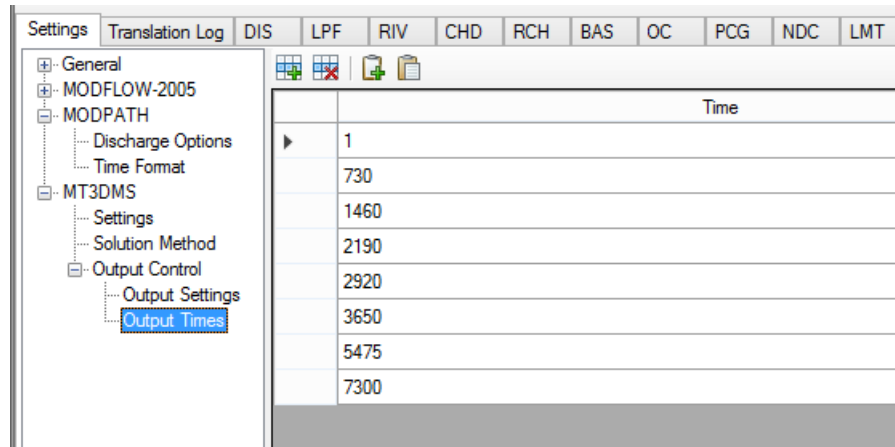 Settings Translation Log DIS LPF RIV CHD RCH BAS OC PCG NDC LMT
General
MODFLOW-2005
MODPATH
Discharge Options
Time Format
MT3DMS
Settings
Solution Method
Output Control
Output Settings
Output Times
Time
1
730
1460
2190
2920
3650
5475
7300